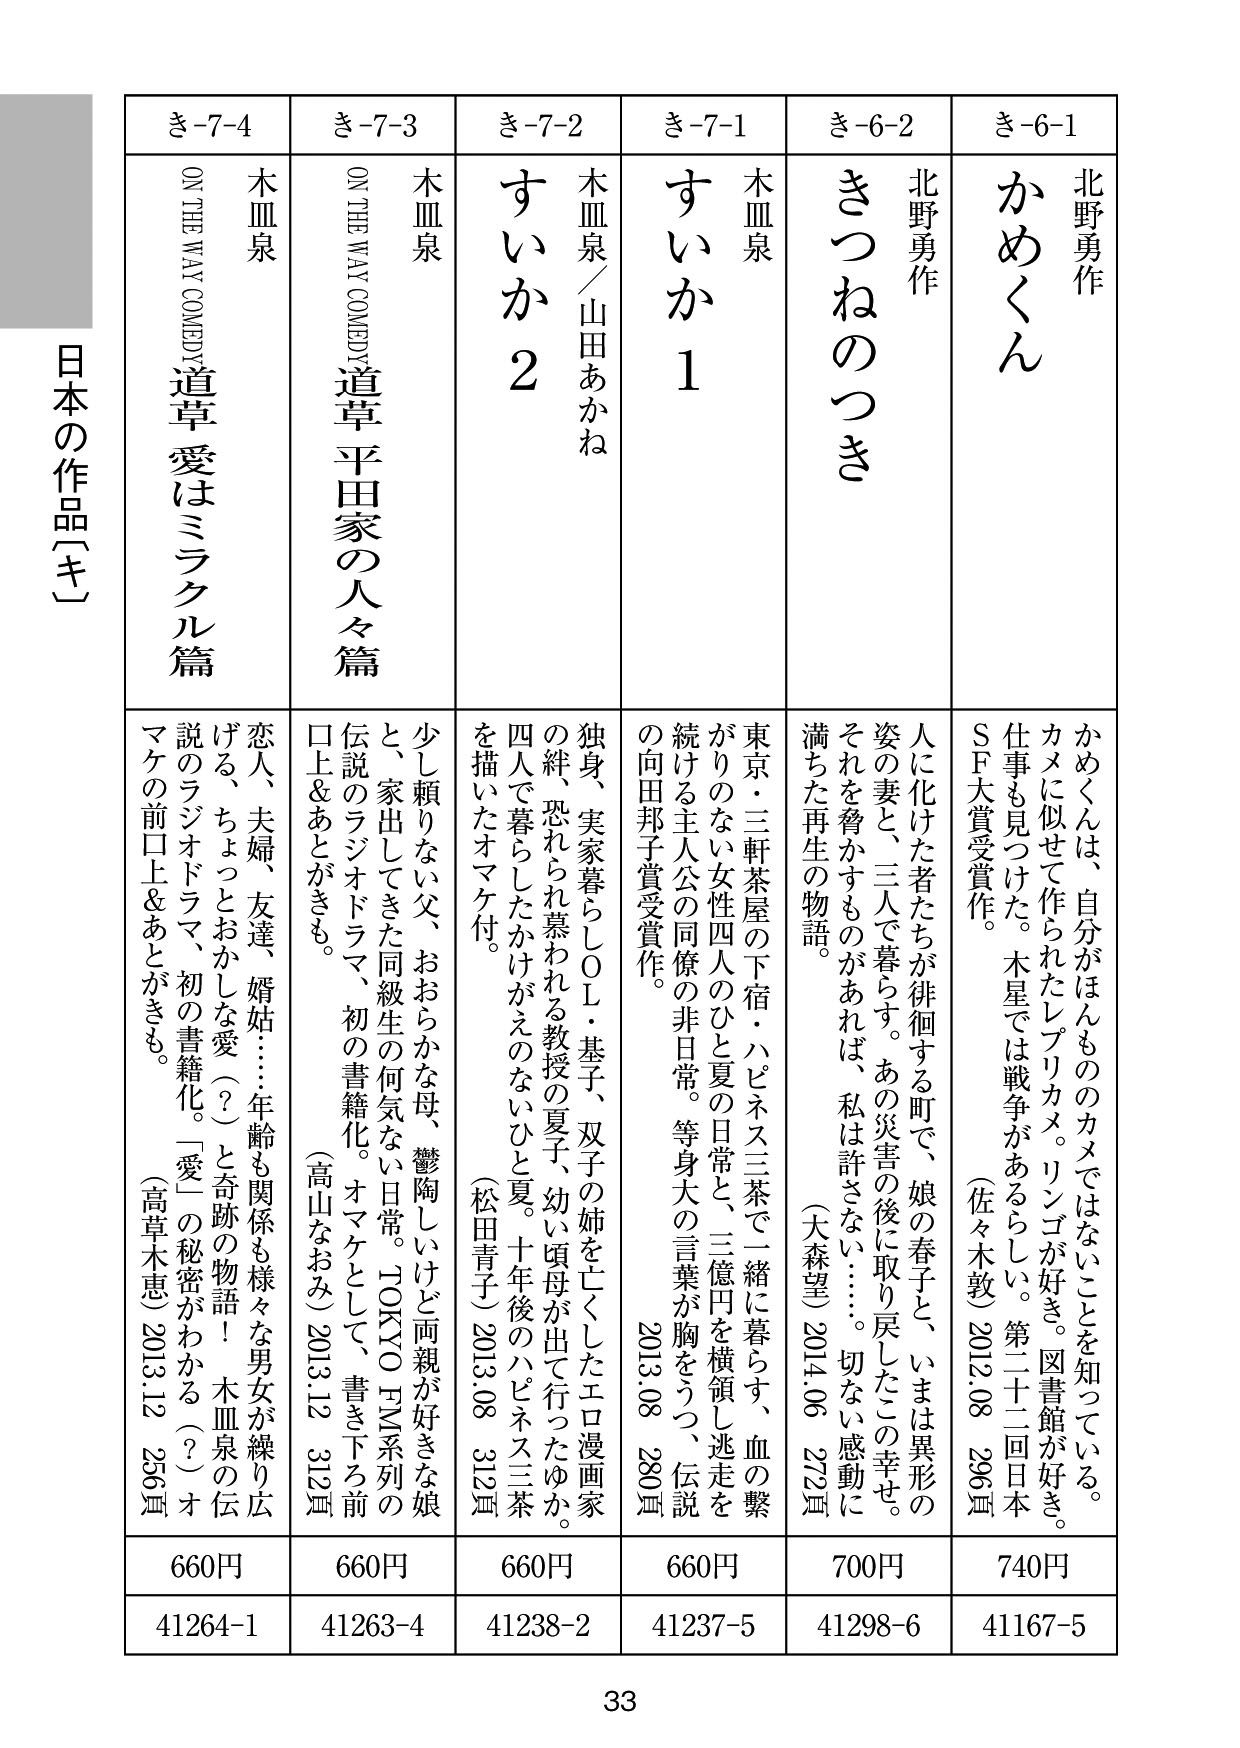 き-6-1
北野勇作
かめくん
かめくんは、自分がほんもののカメではないことを知っている。
カメに似せて作られたレプリカメ。リンゴが好き。図書館が好き。
仕事も見つけた。木星では戦争があるらしい。第二十二回日本
ＳＦ大賞受賞作。
（佐々木敦）2012.08 296頁
740円
41167-5
き-6-2
北野勇作
きつねのつき
人に化けた者たちが徘徊する町で、娘の春子と、いまは異形の
姿の妻と、三人で暮らす。あの災害の後に取り戻したこの幸せ。
それを脅かすものがあれば、私は許さない……。切ない感動に
満ちた再生の物語。
（大森望）2014.06 272頁
700円
41298-6
き-7-1
木皿泉
すいか 1
東京・三軒茶屋の下宿・ハピネス三茶で一緒に暮らす、血の繋
がりのない女性四人のひと夏の日常と、三億円を横領し逃走を
続ける主人公の同僚の非日常。等身大の言葉が胸をうつ、伝説
の向田邦子賞受賞作。
2013.08 280頁
660円
41237-5
き-7-2
木皿泉／山田あかね
すいか 2
独身、実家暮らしOL・基子、双子の姉を亡くしたエロ漫画家
の絆、恐れられ慕われる教授の夏子、幼い頃母が出て行ったゆか。
四人で暮らしたかけがえのないひと夏。十年後のハピネス三茶
を描いたオマケ付。
（松田青子）2013.08 312頁
660円
41238-2
き-7-3
木皿泉
ON THE WAY COMEDY道草 平田家の人々篇
少し頼りない父、おおらかな母、鬱陶しいけど両親が好きな娘
と、家出してきた同級生の何気ない日常。TOKYO FM系列の
伝説のラジオドラマ、初の書籍化。オマケとして、書き下ろ前
口上＆あとがきも。
（高山なおみ）2013.12 312頁
660円
41263-4
き-7-4
木皿泉
ON THE WAY COMEDY道草 愛はミラクル篇
恋人、夫婦、友達、婿姑……年齢も関係も様々な男女が繰り広
げる、ちょっとおかしな愛（？）と奇跡の物語！ 木皿泉の伝
説のラジオドラマ、初の書籍化。「愛」の秘密がわかる（？）オ
マケの前口上＆あとがきも。
（高草木恵）2013.12 256頁
660円
41264-1
日本の作品〔キ〕
33